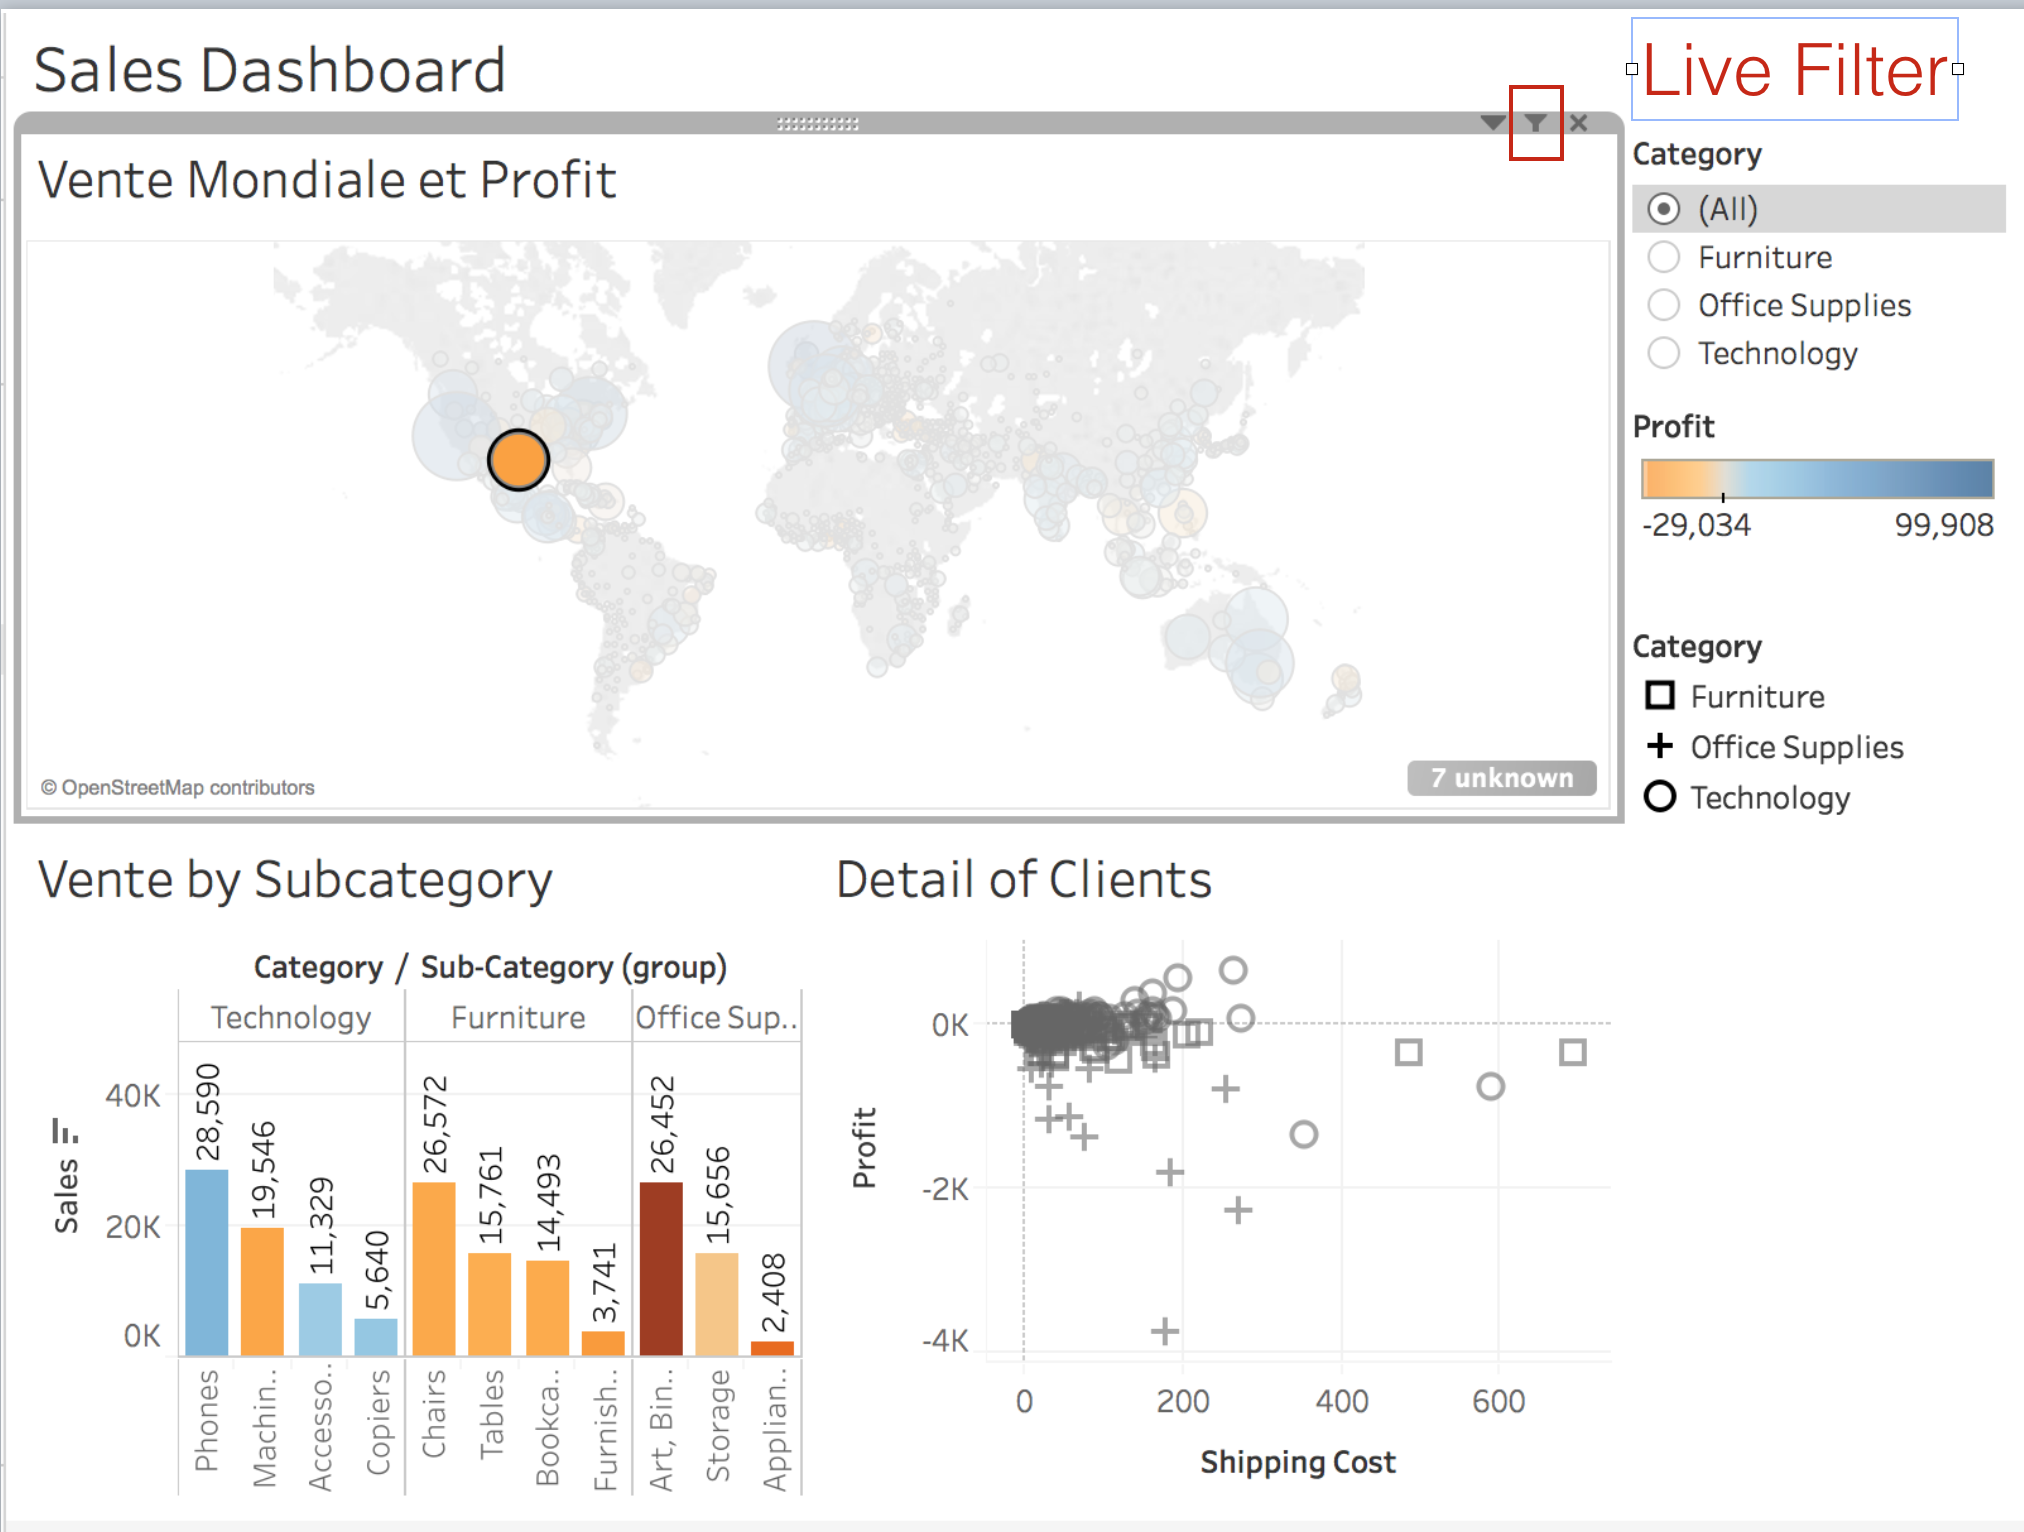 Sales Dashboard
Live Filter
Vente Mondiale et Profit
© OpenStreetMap contributors
7 unknown
Category
(All)
Furniture
Office Supplies
Technology
Profit
-29,034 99,908
Category
Furniture
Office Supplies
Technology
Vente by Subcategory
Category / Sub-Category (group)
Technology Furniture Office Sup..
Sales
40K
20K
0K
28,590
19,546
11,329
5,640
26,572
15,761
14,493
3,741
26,452
15,656
2,408
Phones
Machin..
Accesso..
Copiers
Chairs
Tables
Bookca..
Furnish..
Art, Bin..
Storage
Applian..
Detail of Clients
Profit
0K
-2K
-4K
0 200 400 600
Shipping Cost